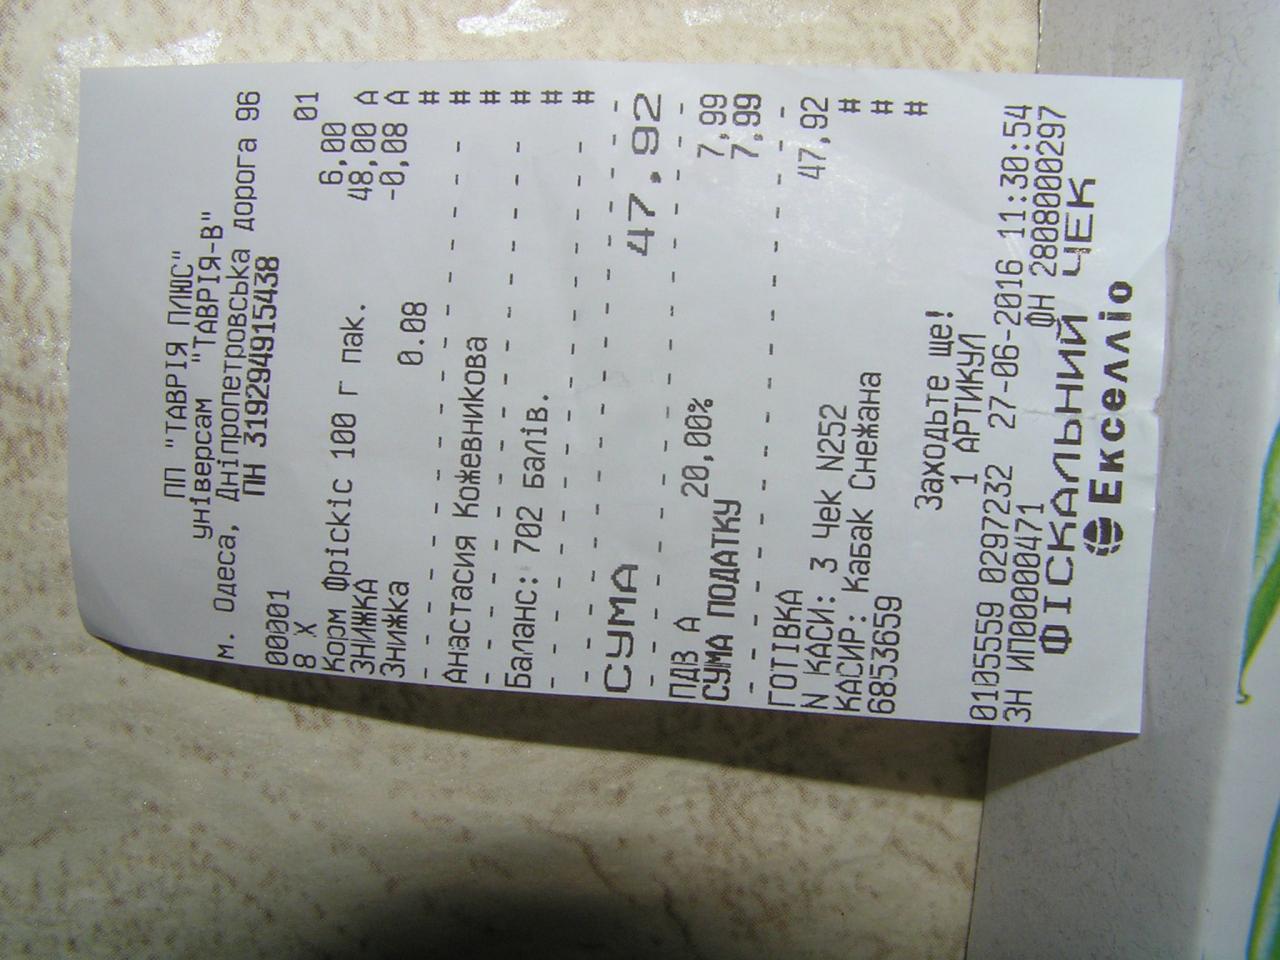 ПП "ТАВРІЯ ПЛЮС"
універсам "ТАВРІЯ-В"
м. Одеса, Дніпропетровська дорога 96
ПН 319294915438
00001 01
8 X 6,00
Корм Фріскіс 100 г пак. 48,00 А
ЗНИЖКА -0,08 А
Знижка 0.08 #
- - - - - - - - - - - - - - - - #
Анастасия Кожевникова #
- - - - - - - - - - - - - - - - #
Баланс: 702 Балів. #
- - - - - - - - - - - - - - - - #
СУМА 47.92
ПДВ А 20,00% 7,99
СУМА ПОДАТКУ 7,99
ГОТІВКА 47,92
N КАСИ: 3 Чек N252 #
КАСИР: Кабак Снежана #
6853659 #
Заходьте ще!
1 АРТИКУЛ
0105559 0297232 27-06-2016 11:30:54
ЗН ИП00000471 ФН 2808000297
ФІСКАЛЬНИЙ ЧЕК
Екселліо